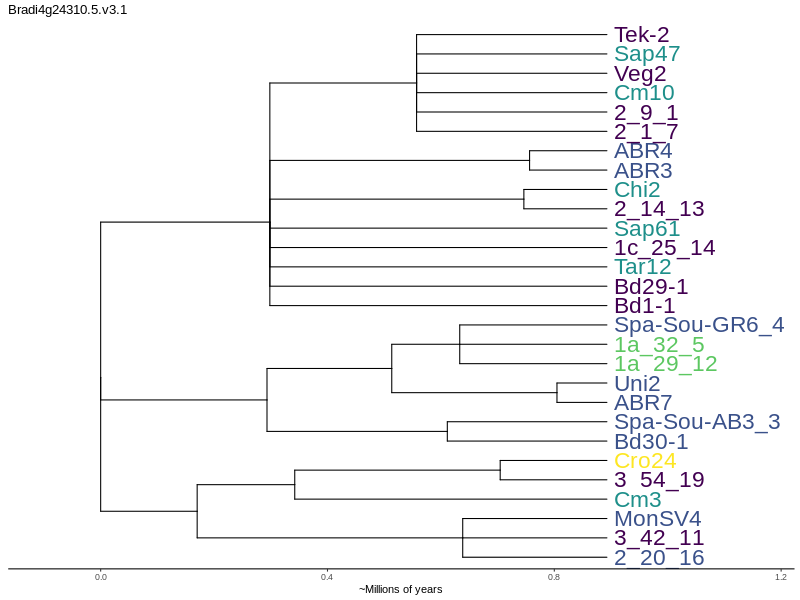 Bradi4g24310.5.v3.1
Tek-2
Sap47
Veg2
Cm10
2_9_1
2_1_7
ABR4
ABR3
Chi2
2_14_13
Sap61
1c_25_14
Tar12
Bd29-1
Bd1-1
Spa-Sou-GR6_4
1a_32_5
1a_29_12
Uni2
ABR7
Spa-Sou-AB3_3
Bd30-1
Cro24
3_54_19
Cm3
MonSV4
3_42_11
2_20_16
0.0 0.4 0.8 1.2
~Millions of years